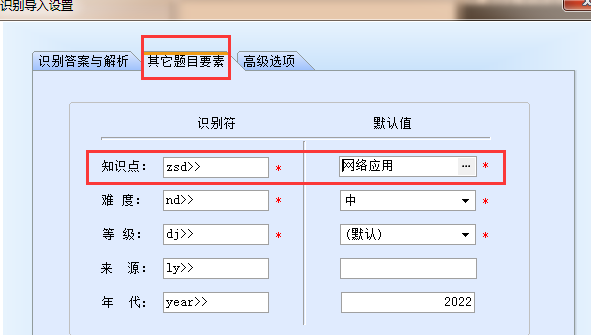 识别导入设置
识别答案与解析 其它题目要素 高级选项
识别符 默认值
知识点: zsd>> * 网络应用 ... *
难 度: nd>> * 中 *
等 级: dj>> * (默认) *
来 源: ly>>
年 代: year>> 2022